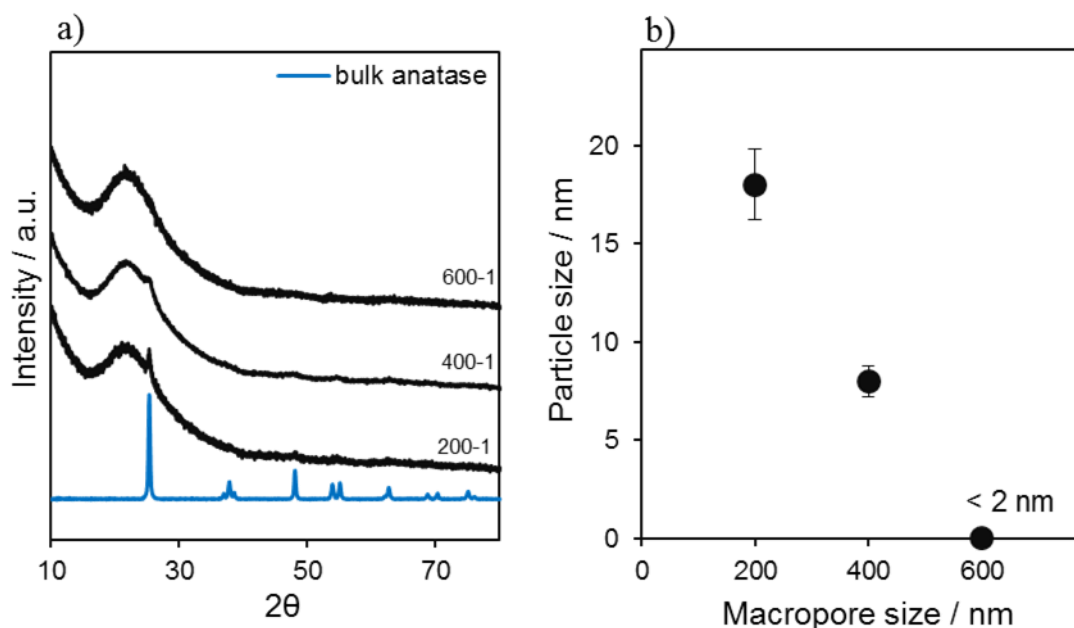 a)
bulk anatase
600-1
400-1
200-1
Intensity / a.u.
10 30 50 70
2θ
b)
20
15
10
5
0
< 2 nm
Particle size / nm
0 200 400 600
Macropore size / nm